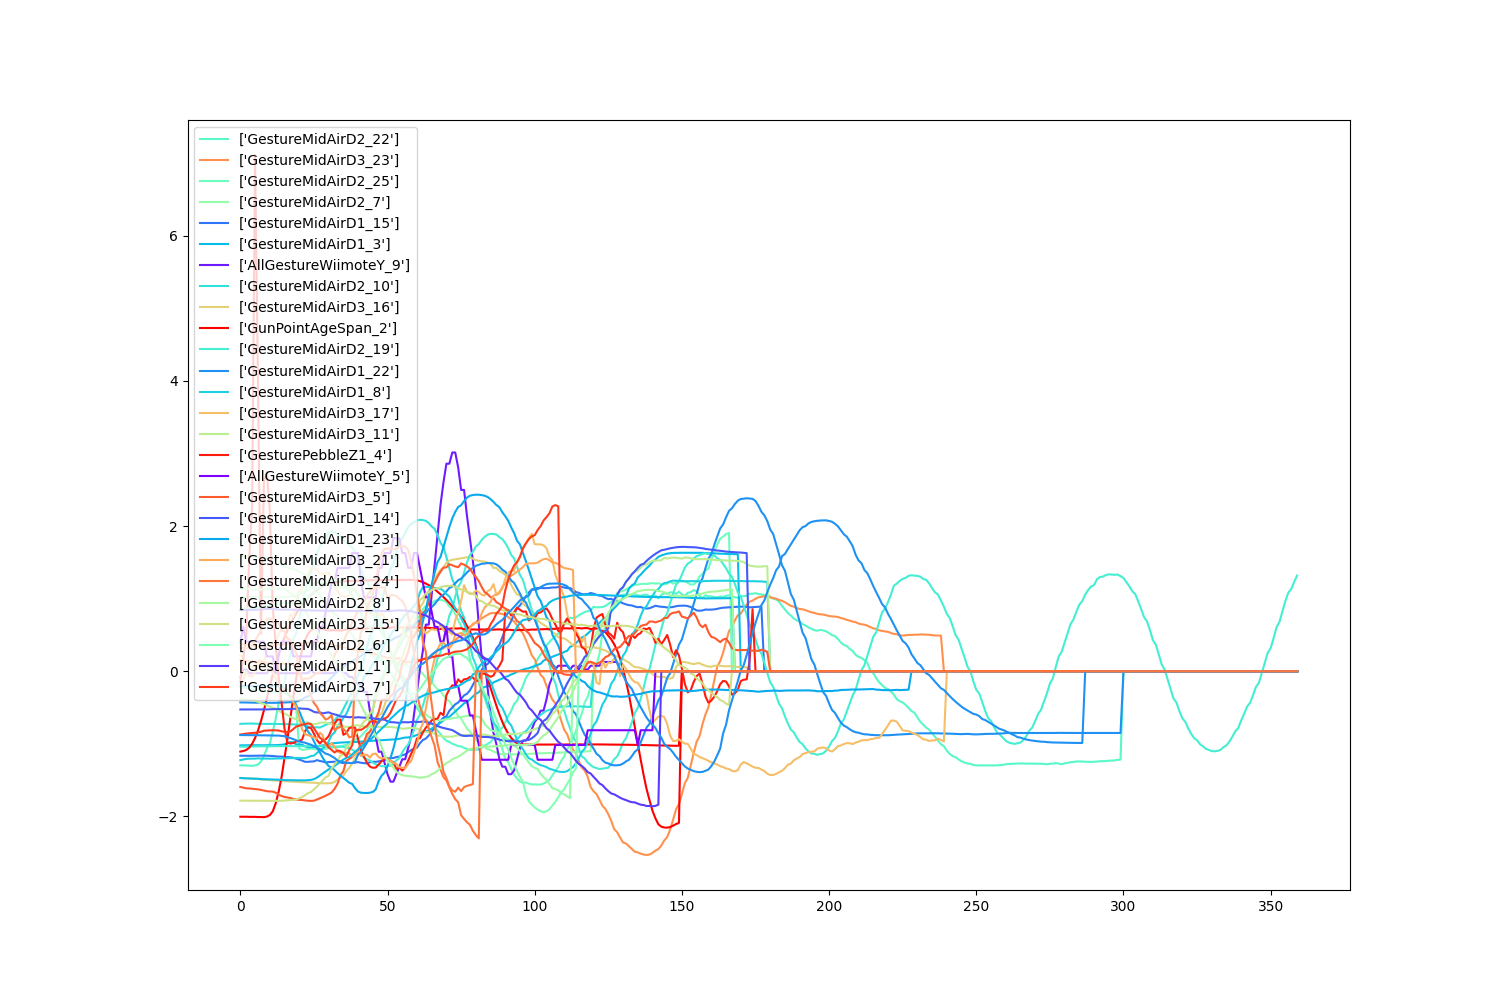 ['GestureMidAirD2_22']
['GestureMidAirD3_23']
['GestureMidAirD2_25']
['GestureMidAirD2_7']
['GestureMidAirD1_15']
['GestureMidAirD1_3']
['AllGestureWiimoteY_9']
['GestureMidAirD2_10']
['GestureMidAirD3_16']
['GunPointAgeSpan_2']
['GestureMidAirD2_19']
['GestureMidAirD1_22']
['GestureMidAirD1_8']
['GestureMidAirD3_17']
['GestureMidAirD3_11']
['GesturePebbleZ1_4']
['AllGestureWiimoteY_5']
['GestureMidAirD3_5']
['GestureMidAirD1_14']
['GestureMidAirD1_23']
['GestureMidAirD3_21']
['GestureMidAirD3_24']
['GestureMidAirD2_8']
['GestureMidAirD3_15']
['GestureMidAirD2_6']
['GestureMidAirD1_1']
['GestureMidAirD3_7']
6
4
2
0
−2
0 50 100 150 200 250 300 350